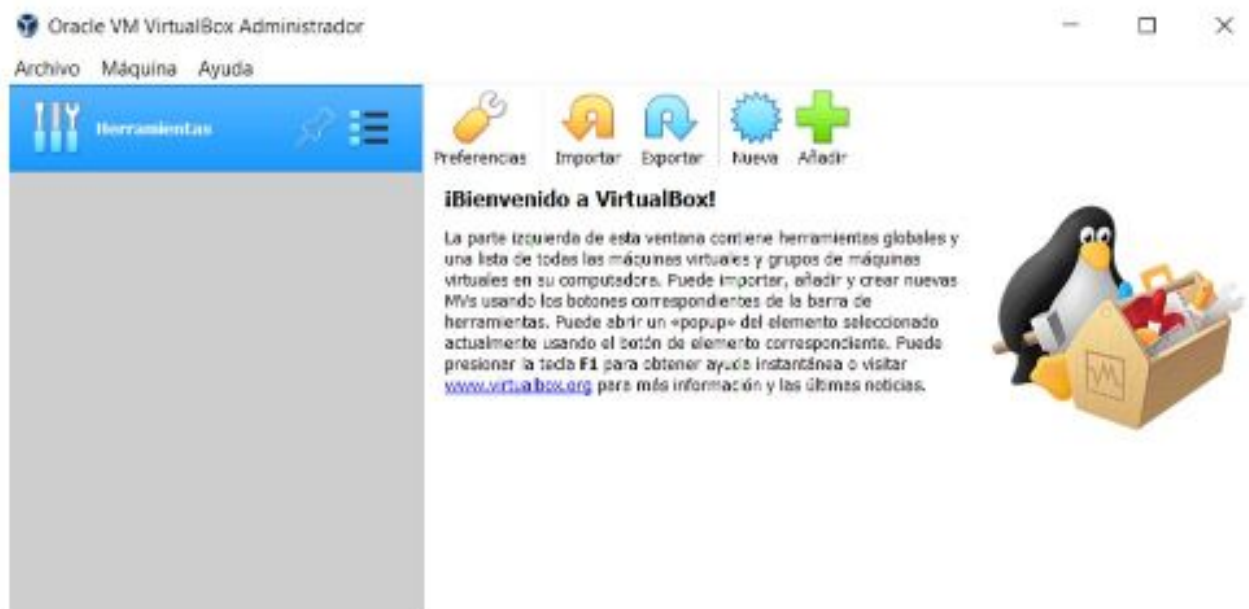 Oracle VM VirtualBox Administrador
Archivo Máquina Ayuda
Herramientas
Preferencias Importar Exportar Nueva Añadir
¡Bienvenido a VirtualBox!
La parte izquierda de esta ventana contiene herramientas globales y
una lista de todas las máquinas virtuales y grupos de máquinas
virtuales en su computadora. Puede importar, añadir y crear nuevas
MVs usando los botones correspondientes de la barra de
herramientas. Puede abrir un «popup» del elemento seleccionado
actualmente usando el botón de elemento correspondiente. Puede
presionar la tecla F1 para obtener ayuda instantánea o visitar
www.virtualbox.org para más información y las últimas noticias.